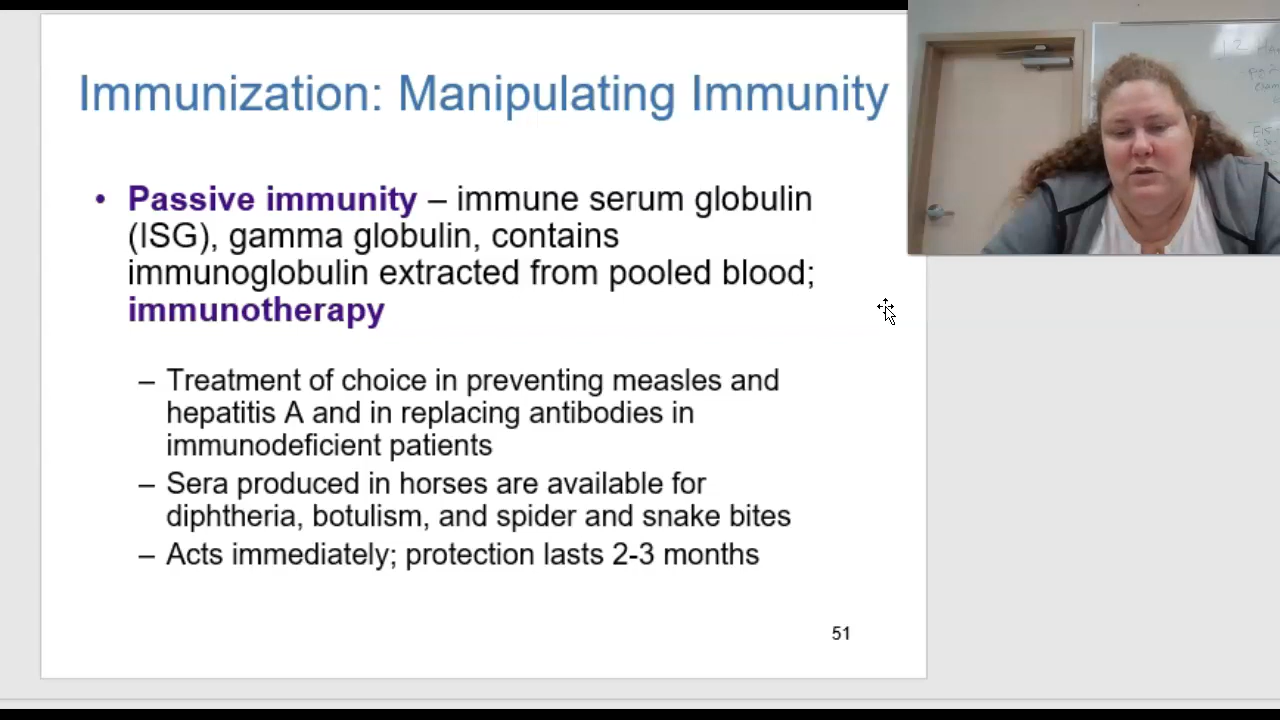 Immunization: Manipulating Immunity
• Passive immunity – immune serum globulin
(ISG), gamma globulin, contains
immunoglobulin extracted from pooled blood;
immunotherapy
– Treatment of choice in preventing measles and
hepatitis A and in replacing antibodies in
immunodeficient patients
– Sera produced in horses are available for
diphtheria, botulism, and spider and snake bites
– Acts immediately; protection lasts 2-3 months
51